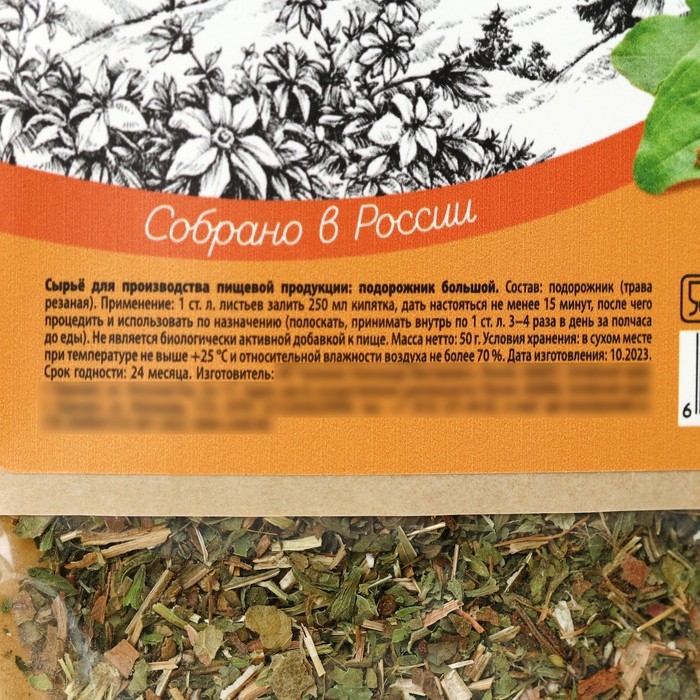 Собрано в России
Сырьё для производства пищевой продукции: подорожник большой. Состав: подорожник (трава
резаная). Применение: 1 ст. л. листьев залить 250 мл кипятка, дать настояться не менее 15 минут, после чего
процедить и использовать по назначению (полоскать, принимать внутрь по 1 ст. л. 3–4 раза в день за полчаса
до еды). Не является биологически активной добавкой к пище. Масса нетто: 50 г. Условия хранения: в сухом месте
при температуре не выше +25 °С и относительной влажности воздуха не более 70 %. Дата изготовления: 10.2023.
Срок годности: 24 месяца. Изготовитель:
6